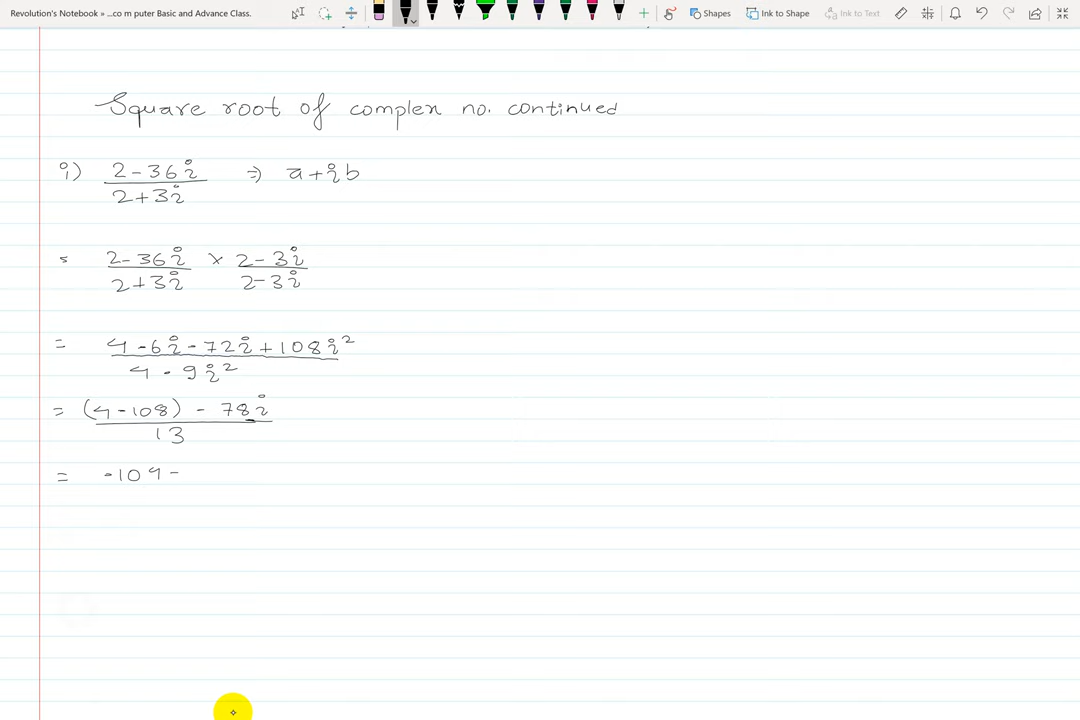 Revolution's Notebook » ...co m puter Basic and Advance Class.
Shapes
Ink to Shape
Ink to Text
Square root of complex no. continued
i) 2-36i / 2+3i => a+ib
= 2-36i / 2+3i × 2-3i / 2-3i
= 4-6i-72i+108i² / 4-9i²
= (4-108) - 78i / 13
= -104-